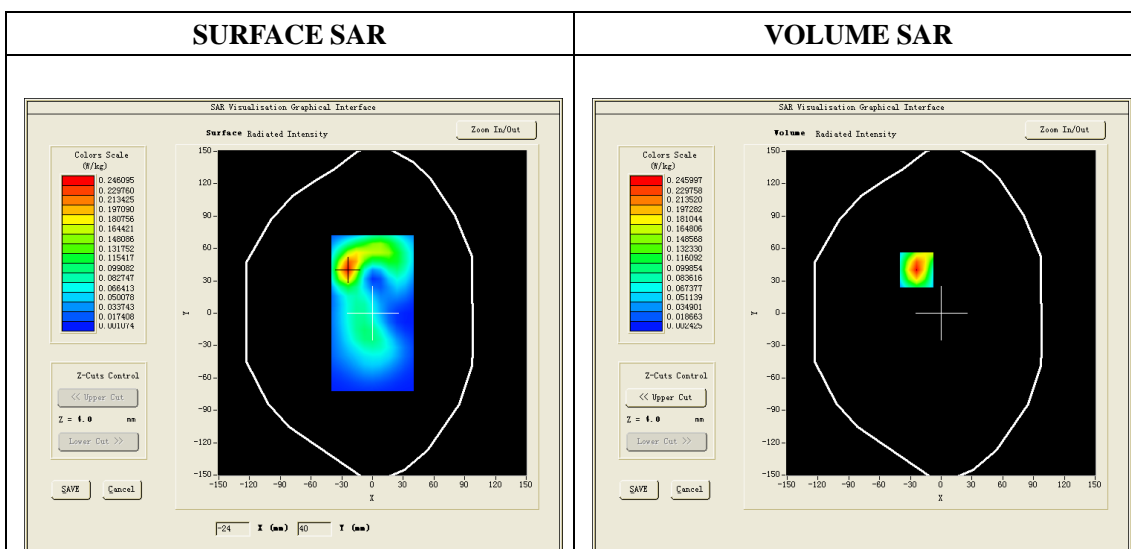 SURFACE SAR
SAR Visualisation Graphical Interface
Surface Radiated Intensity
Zoom In/Out
Colors Scale
(W/kg)
0.246095
0.229760
0.213425
0.197090
0.180756
0.164421
0.148086
0.131752
0.115417
0.099082
0.082747
0.066413
0.050078
0.033743
0.017408
0.001074
150
120
90
60
30
0
-30
-60
-90
-120
-150
Y
-150 -120 -90 -60 -30 0 30 60 90 120 150
X
Z-Cuts Control
<< Upper Cut
Z = 4.0 mm
Lower Cut >>
SAVE Cancel
-24 X (mm) 40 Y (mm)
VOLUME SAR
SAR Visualisation Graphical Interface
Volume Radiated Intensity
Zoom In/Out
Colors Scale
(W/kg)
0.245997
0.229758
0.213520
0.197282
0.181044
0.164806
0.148568
0.132330
0.116092
0.099854
0.083616
0.067377
0.051139
0.034901
0.018663
0.002425
150
120
90
60
30
0
-30
-60
-90
-120
-150
Y
-150 -120 -90 -60 -30 0 30 60 90 120 150
X
Z-Cuts Control
<< Upper Cut
Z = 4.0 mm
Lower Cut >>
SAVE Cancel